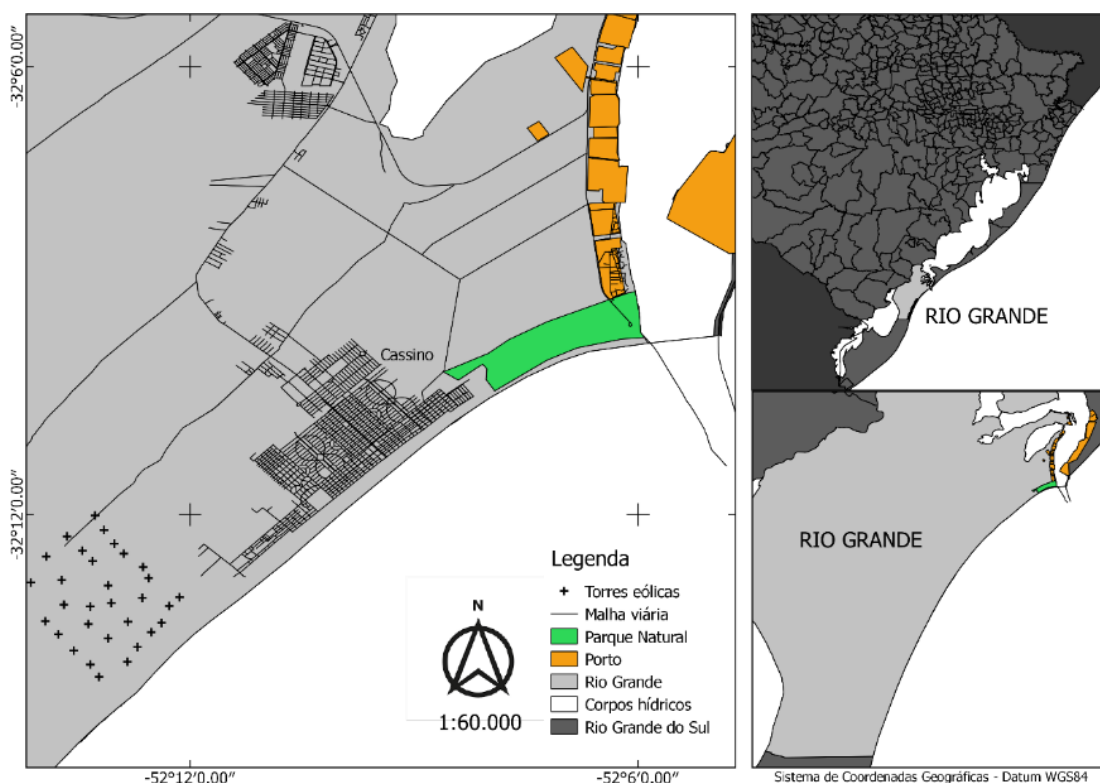 -32°6'0.00″
-32°12'0.00″
-52°12'0.00″
-52°6'0.00″
Cassino
N
1:60.000
Legenda
Torres eólicas
Malha viária
Parque Natural
Porto
Rio Grande
Corpos hídricos
Rio Grande do Sul
RIO GRANDE
RIO GRANDE
Sistema de Coordenadas Geográficas - Datum WGS84